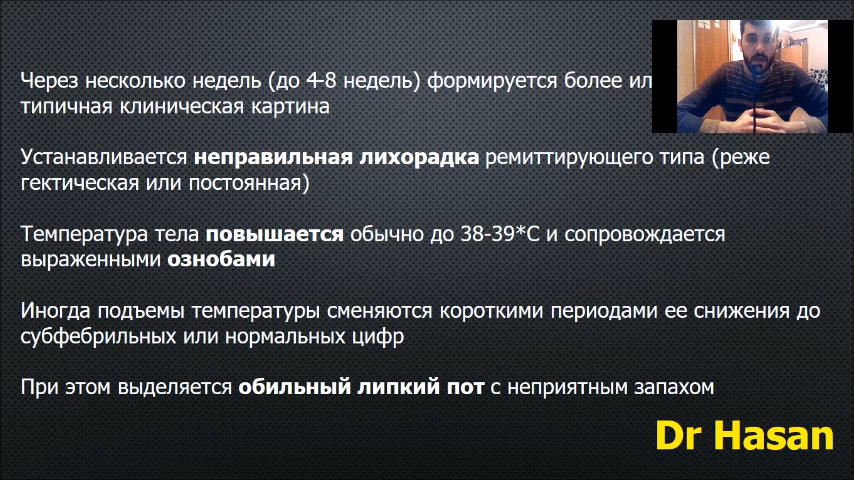 Через несколько недель (до 4-8 недель) формируется более
типичная клиническая картина
Устанавливается неправильная лихорадка ремиттирующего типа (реже
гектическая или постоянная)
Температура тела повышается обычно до 38-39*С и сопровождается
выраженными ознобами
Иногда подъемы температуры сменяются короткими периодами ее снижения до
субфебрильных или нормальных цифр
При этом выделяется обильный липкий пот с неприятным запахом
Dr Hasan